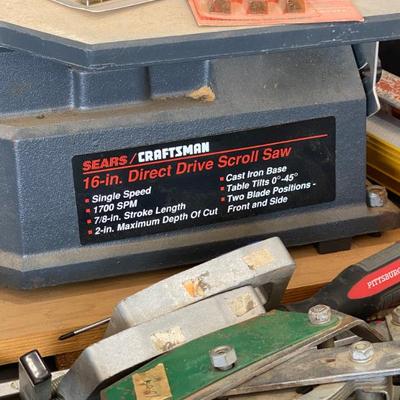 SEARS/CRAFTSMAN
16-in. Direct Drive Scroll Saw
Single Speed
1700 SPM
7/8-in. Stroke Length
2-in. Maximum Depth Of Cut
Cast Iron Base
Table Tilts 0°-45°
Two Blade Positions -
Front and Side
PITTSBURGH